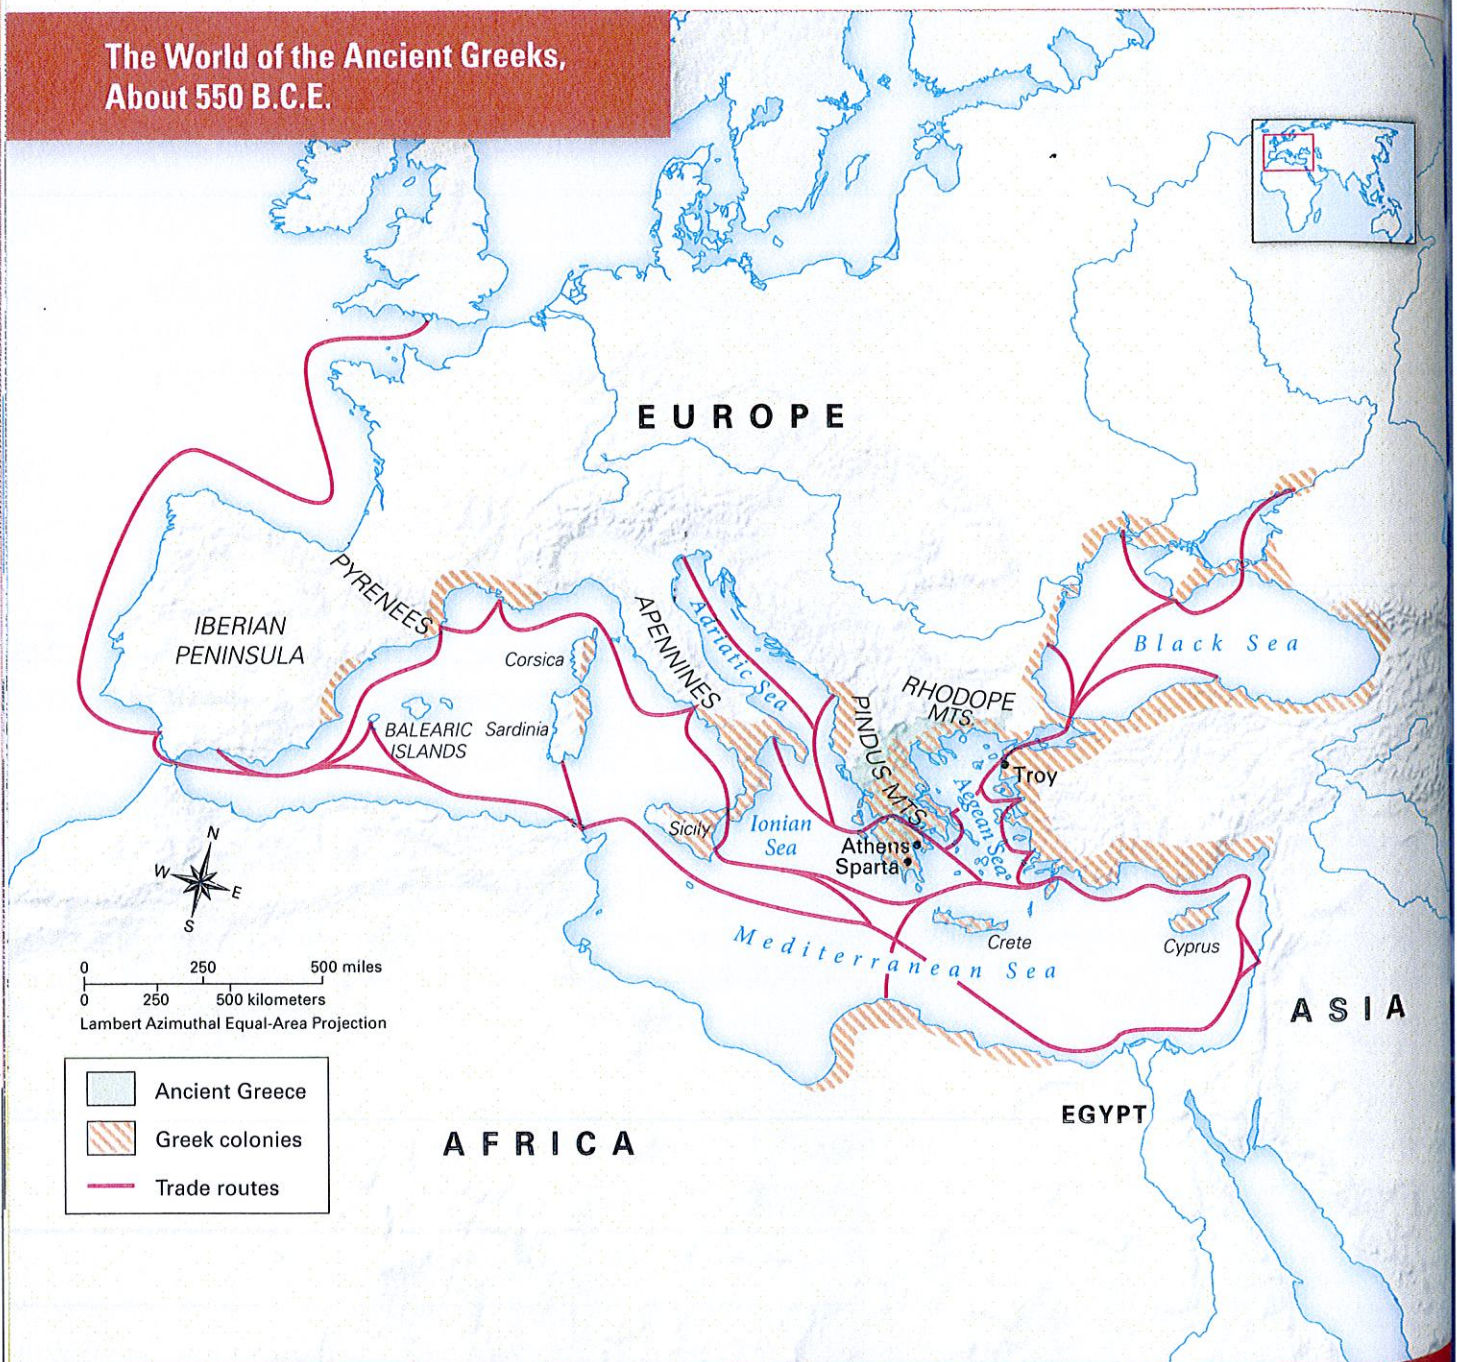 The World of the Ancient Greeks,
About 550 B.C.E.
EUROPE
PYRENEES
IBERIAN
PENINSULA
APENNINES
Adriatic Sea
Black Sea
Corsica
RHODOPE
MTS.
PINDUS MTS.
BALEARIC
ISLANDS
Sardinia
Troy
Aegean Sea
Sicily
Ionian
Sea
Athens
Sparta
N
W
E
S
Crete
Cyprus
Mediterranean Sea
0 250 500 miles
0 250 500 kilometers
Lambert Azimuthal Equal-Area Projection
ASIA
Ancient Greece
Greek colonies
Trade routes
AFRICA
EGYPT